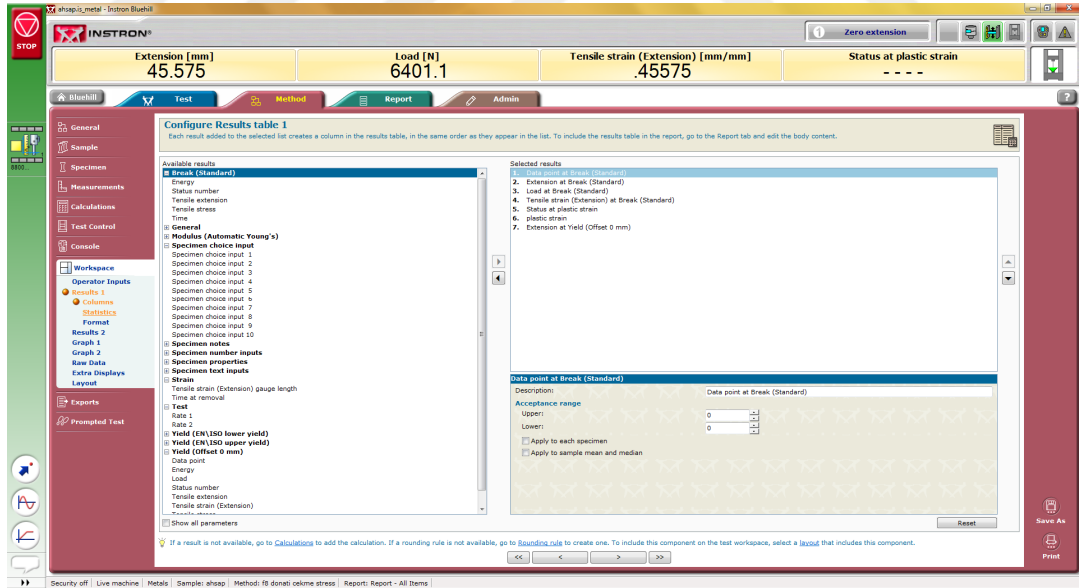 ahsap.is_metal - Instron Bluehill
STOP
INSTRON®
1 Zero extension
Extension [mm]
45.575
Load [N]
6401.1
Tensile strain (Extension) [mm/mm]
.45575
Status at plastic strain
- - - -
Bluehill
Test
Method
Report
Admin
?
8800...
General
Sample
Specimen
Measurements
Calculations
Test Control
Console
Workspace
Operator Inputs
Results 1
Columns
Statistics
Format
Results 2
Graph 1
Graph 2
Raw Data
Extra Displays
Layout
Exports
Prompted Test
Configure Results table 1
Each result added to the selected list creates a column in the results table, in the same order as they appear in the list. To include the results table in the report, go to the Report tab and edit the body content.
Available results
Break (Standard)
Energy
Status number
Tensile extension
Tensile stress
Time
General
Modulus (Automatic Young's)
Specimen choice input
Specimen choice input 1
Specimen choice input 2
Specimen choice input 3
Specimen choice input 4
Specimen choice input 5
Specimen choice input 6
Specimen choice input 7
Specimen choice input 8
Specimen choice input 9
Specimen choice input 10
Specimen notes
Specimen number inputs
Specimen properties
Specimen text inputs
Strain
Tensile strain (Extension) gauge length
Time at removal
Test
Rate 1
Rate 2
Yield (EN\ISO lower yield)
Yield (EN\ISO upper yield)
Yield (Offset 0 mm)
Data point
Energy
Load
Status number
Tensile extension
Tensile strain (Extension)
Tensile stress
Show all parameters
Selected results
1. Data point at Break (Standard)
2. Extension at Break (Standard)
3. Load at Break (Standard)
4. Tensile strain (Extension) at Break (Standard)
5. Status at plastic strain
6. plastic strain
7. Extension at Yield (Offset 0 mm)
Data point at Break (Standard)
Description: Data point at Break (Standard)
Acceptance range
Upper: 0
Lower: 0
Apply to each specimen
Apply to sample mean and median
Reset
If a result is not available, go to Calculations to add the calculation. If a rounding rule is not available, go to Rounding rule to create one. To include this component on the test workspace, select a layout that includes this component.
<< < > >>
Save As
Print
Security off Live machine Metals Sample: ahsap Method: f8 donati cekme stress Report: Report - All Items